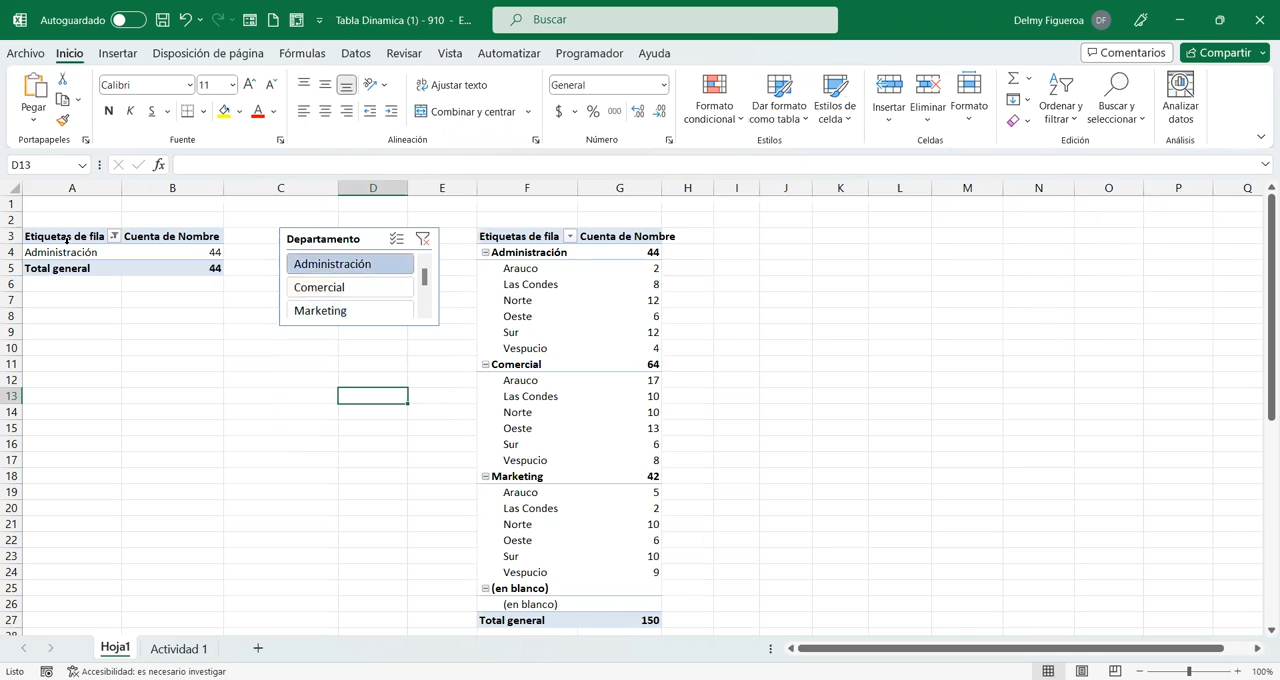 Autoguardado Tabla Dinamica (1) - 910 - E... Buscar Delmy Figueroa DF
Archivo Inicio Insertar Disposición de página Fórmulas Datos Revisar Vista Automatizar Programador Ayuda Comentarios Compartir
Pegar Calibri 11 Ajustar texto General Formato condicional Dar formato como tabla Estilos de celda Insertar Eliminar Formato Ordenar y filtrar Buscar y seleccionar Analizar datos
N K S A Combinar y centrar $ % 000
Portapapeles Fuente Alineación Número Estilos Celdas Edición Análisis
D13 fx
A B C D E F G H I J K L M N O P Q
1
2
3 Etiquetas de fila Cuenta de Nombre Departamento Etiquetas de fila Cuenta de Nombre
4 Administración 44 Administración Administración 44
5 Total general 44 Arauco 2
6 Comercial Las Condes 8
7 Norte 12
8 Marketing Oeste 6
9 Sur 12
10 Vespucio 4
11 Comercial 64
12 Arauco 17
13 Las Condes 10
14 Norte 10
15 Oeste 13
16 Sur 6
17 Vespucio 8
18 Marketing 42
19 Arauco 5
20 Las Condes 2
21 Norte 10
22 Oeste 6
23 Sur 10
24 Vespucio 9
25 (en blanco)
26 (en blanco)
27 Total general 150
Hoja1 Actividad 1
Listo Accesibilidad: es necesario investigar 100%